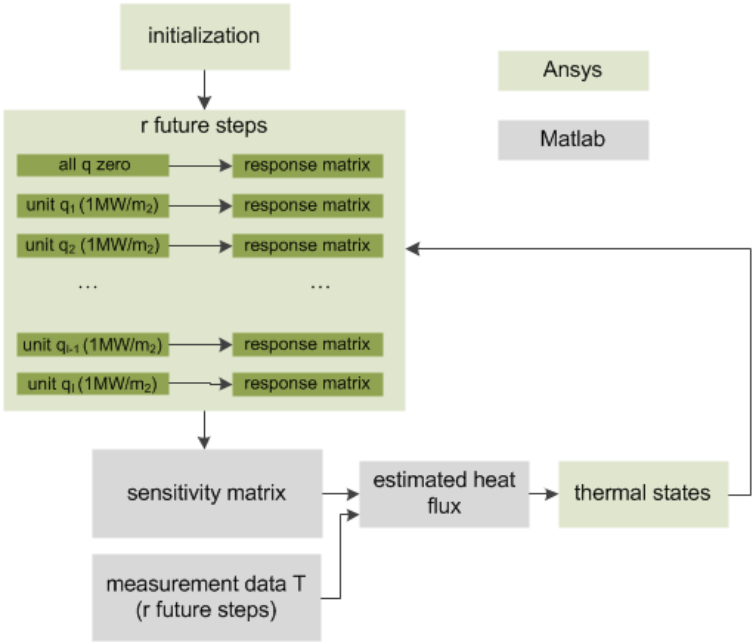 initialization
Ansys
Matlab
r future steps
all q zero response matrix
unit q₁ (1MW/m₂) response matrix
unit q₂ (1MW/m₂) response matrix
... ...
unit qₗ₋₁ (1MW/m₂) response matrix
unit qₗ (1MW/m₂) response matrix
sensitivity matrix
estimated heat
flux
thermal states
measurement data T
(r future steps)